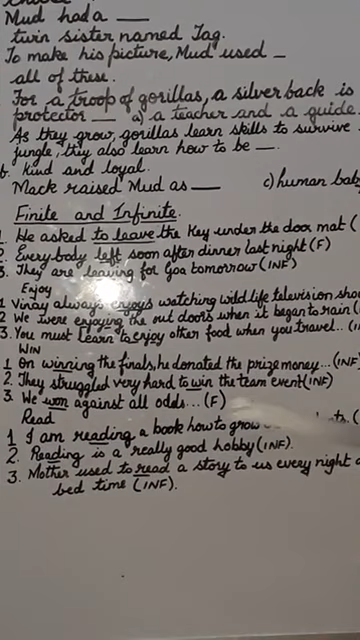 Mud had a ___
twin sister named Tag.
To make his picture, Mud used _
all of these.
For a troop of gorillas, a silver back is
protector __ a) a teacher and a guide
As they grow, gorillas learn skills to survive
jungle, they also learn how to be __.
b. Kind and loyal.
Mack raised Mud as ___ c) human bab
Finite and Infinite.
1. He asked to leave the Key under the door mat (
2. Everybody left soon after dinner last night (F)
3. They are leaving for Goa tomorrow (INF)
Enjoy
1 Vinay always enjoys watching wild life television sho
2 We were enjoying the out doors when it began to rain (
3. You must learn to enjoy other food when you travel.. (
WIN
1 On winning the finals, he donated the prize money... (INF
2. They struggled very hard to win the team event (INF)
3. We won against all odds... (F)
Read
1 I am reading a book how to grow
2. Reading is a really good hobby (INF).
3. Mother used to read a story to us every night
bed time (INF).